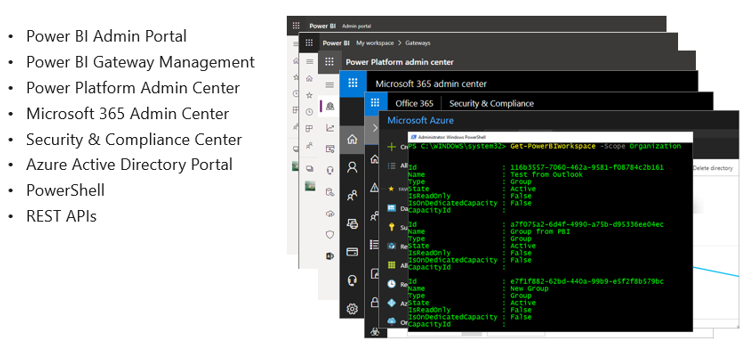 • Power BI Admin Portal
• Power BI Gateway Management
• Power Platform Admin Center
• Microsoft 365 Admin Center
• Security & Compliance Center
• Azure Active Directory Portal
• PowerShell
• REST APIs
Power BI Admin portal
Power BI My workspace > Gateways
Power Platform admin center
Microsoft 365 admin center
Office 365 Security & Compliance
Microsoft Azure
Administrator: Windows PowerShell
PS C:\WINDOWS\system32> Get-PowerBIWorkspace -Scope Organization
Delete directory
Id : 116b3557-7060-462a-9581-f08784c2b161
Name : Test from Outlook
Type : Group
State : Active
IsReadOnly : False
IsOnDedicatedCapacity : False
CapacityId :
Id : a7f075a2-6d4f-4990-a75b-d95336ee04ec
Name : Group from PBI
Type : Group
State : Active
IsReadOnly : False
IsOnDedicatedCapacity : False
CapacityId :
Id : e7f1f882-62bd-440a-99b9-e5f2f8b579bc
Name : New Group
Type : Group
State : Active
IsReadOnly : False
IsOnDedicatedCapacity : False
CapacityId :